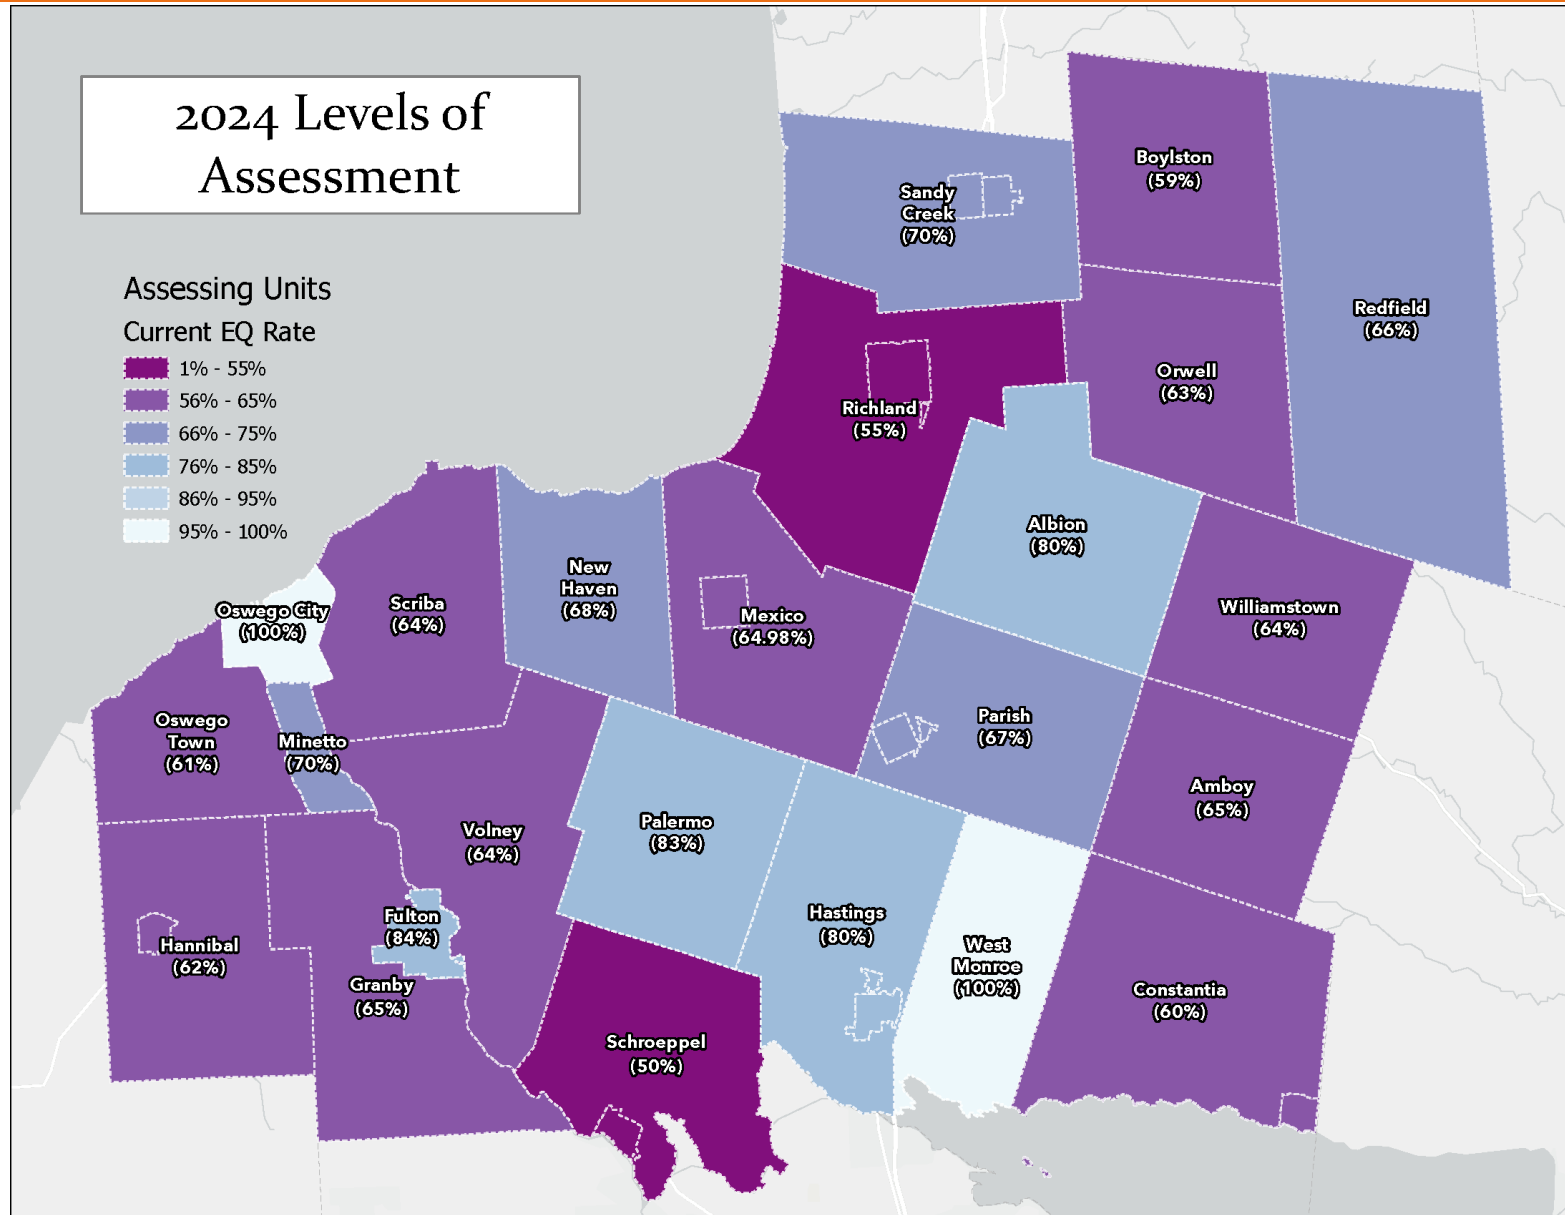 2024 Levels of
Assessment
Assessing Units
Current EQ Rate
1% - 55%
56% - 65%
66% - 75%
76% - 85%
86% - 95%
95% - 100%
Boylston
(59%)
Sandy
Creek
(70%)
Redfield
(66%)
Orwell
(63%)
Richland
(55%)
Albion
(80%)
New
Haven
(68%)
Scriba
(64%)
Oswego City
(100%)
Mexico
(64.98%)
Williamstown
(64%)
Oswego
Town
(61%)
Minetto
(70%)
Parish
(67%)
Amboy
(65%)
Volney
(64%)
Palermo
(83%)
Hastings
(80%)
Fulton
(84%)
Hannibal
(62%)
Granby
(65%)
West
Monroe
(100%)
Constantia
(60%)
Schroeppel
(50%)